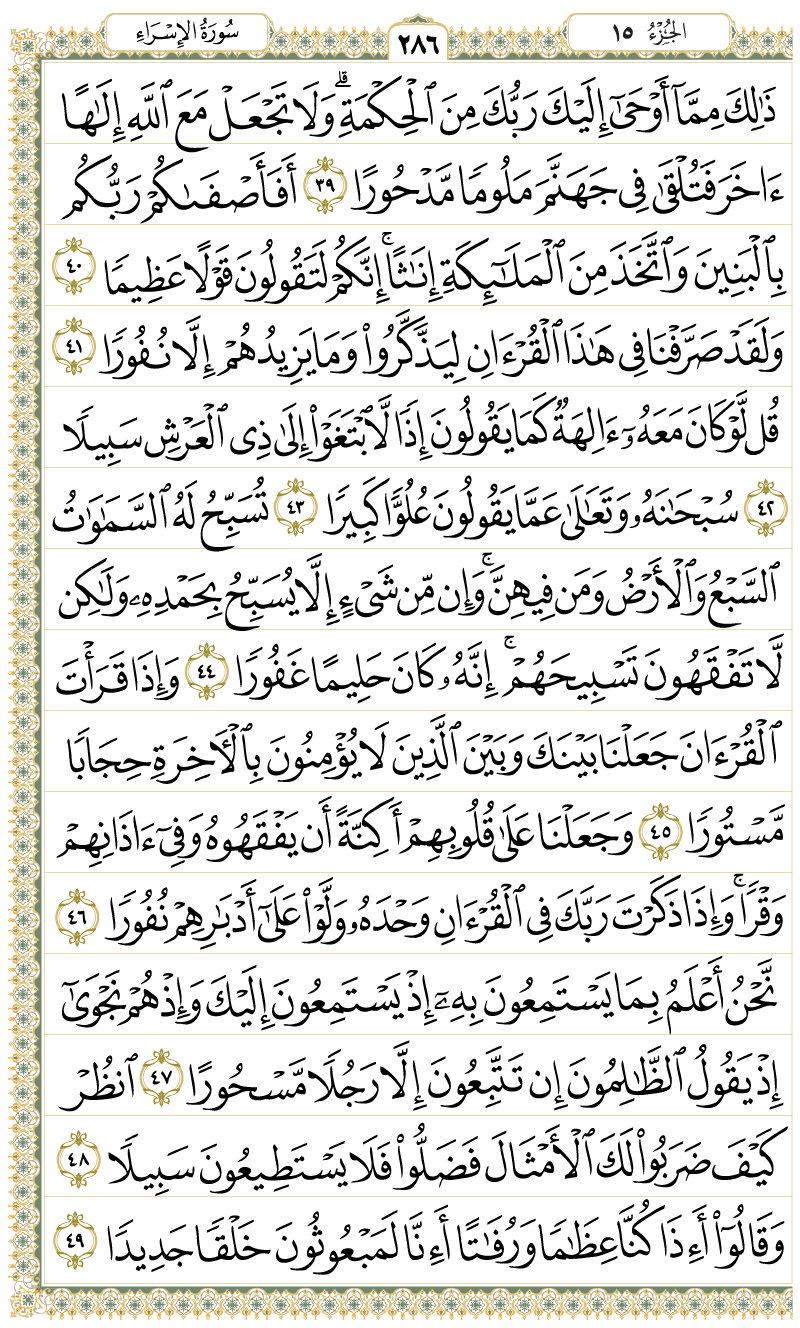 سُورَةُ الإِسْرَاءِ
٢٨٦
الجُزْءُ ١٥
ذَٰلِكَ مِمَّآ أَوْحَىٰٓ إِلَيْكَ رَبُّكَ مِنَ ٱلْحِكْمَةِۗ وَلَا تَجْعَلْ مَعَ ٱللَّهِ إِلَٰهًا
ءَاخَرَ فَتُلْقَىٰ فِى جَهَنَّمَ مَلُومًا مَّدْحُورًا ٣٩ أَفَأَصْفَىٰكُمْ رَبُّكُم
بِٱلْبَنِينَ وَٱتَّخَذَ مِنَ ٱلْمَلَٰٓئِكَةِ إِنَٰثًاۚ إِنَّكُمْ لَتَقُولُونَ قَوْلًا عَظِيمًا ٤٠
وَلَقَدْ صَرَّفْنَا فِى هَٰذَا ٱلْقُرْءَانِ لِيَذَّكَّرُوا۟ وَمَا يَزِيدُهُمْ إِلَّا نُفُورًا ٤١
قُل لَّوْ كَانَ مَعَهُۥٓ ءَالِهَةٌ كَمَا يَقُولُونَ إِذًا لَّٱبْتَغَوْا۟ إِلَىٰ ذِى ٱلْعَرْشِ سَبِيلًا
٤٢ سُبْحَٰنَهُۥ وَتَعَٰلَىٰ عَمَّا يَقُولُونَ عُلُوًّا كَبِيرًا ٤٣ تُسَبِّحُ لَهُ ٱلسَّمَٰوَٰتُ
ٱلسَّبْعُ وَٱلْأَرْضُ وَمَن فِيهِنَّۚ وَإِن مِّن شَىْءٍ إِلَّا يُسَبِّحُ بِحَمْدِهِۦ وَلَٰكِن
لَّا تَفْقَهُونَ تَسْبِيحَهُمْۚ إِنَّهُۥ كَانَ حَلِيمًا غَفُورًا ٤٤ وَإِذَا قَرَأْتَ
ٱلْقُرْءَانَ جَعَلْنَا بَيْنَكَ وَبَيْنَ ٱلَّذِينَ لَا يُؤْمِنُونَ بِٱلْءَاخِرَةِ حِجَابًا
مَّسْتُورًا ٤٥ وَجَعَلْنَا عَلَىٰ قُلُوبِهِمْ أَكِنَّةً أَن يَفْقَهُوهُ وَفِىٓ ءَاذَانِهِمْ
وَقْرًاۚ وَإِذَا ذَكَرْتَ رَبَّكَ فِى ٱلْقُرْءَانِ وَحْدَهُۥ وَلَّوْا۟ عَلَىٰٓ أَدْبَٰرِهِمْ نُفُورًا ٤٦
نَّحْنُ أَعْلَمُ بِمَا يَسْتَمِعُونَ بِهِۦٓ إِذْ يَسْتَمِعُونَ إِلَيْكَ وَإِذْ هُمْ نَجْوَىٰٓ
إِذْ يَقُولُ ٱلظَّٰلِمُونَ إِن تَتَّبِعُونَ إِلَّا رَجُلًا مَّسْحُورًا ٤٧ ٱنظُرْ
كَيْفَ ضَرَبُوا۟ لَكَ ٱلْأَمْثَالَ فَضَلُّوا۟ فَلَا يَسْتَطِيعُونَ سَبِيلًا ٤٨
وَقَالُوٓا۟ أَءِذَا كُنَّا عِظَٰمًا وَرُفَٰتًا أَءِنَّا لَمَبْعُوثُونَ خَلْقًا جَدِيدًا ٤٩